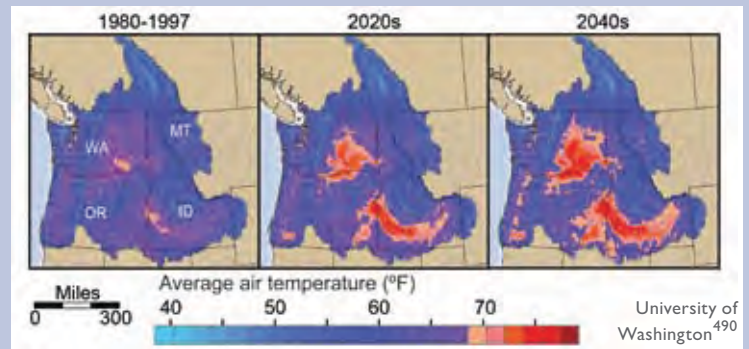 1980-1997 2020s 2040s
WA MT
OR ID
Average air temperature (ºF)
Miles
0 300
40 50 60 70
University of
Washington490